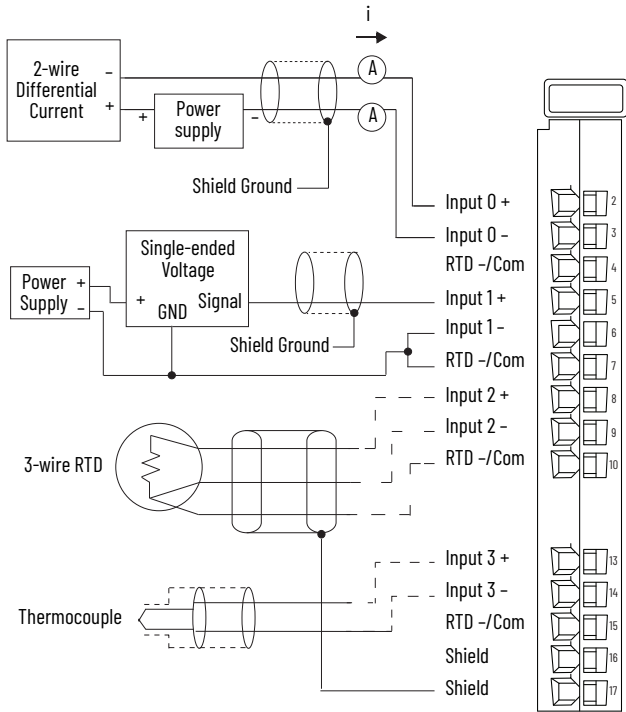 i
2-wire
Differential
Current
–
+
A
+
Power
supply
–
A
Shield Ground
Input 0 +
2
Input 0 –
3
RTD –/Com
4
Single-ended
Voltage
Power
Supply
+
–
+
GND
Signal
Input 1 +
5
Input 1 –
6
Shield Ground
RTD –/Com
7
Input 2 +
8
Input 2 –
9
3-wire RTD
RTD –/Com
10
Input 3 +
13
Input 3 –
14
Thermocouple
RTD –/Com
15
Shield
16
Shield
17